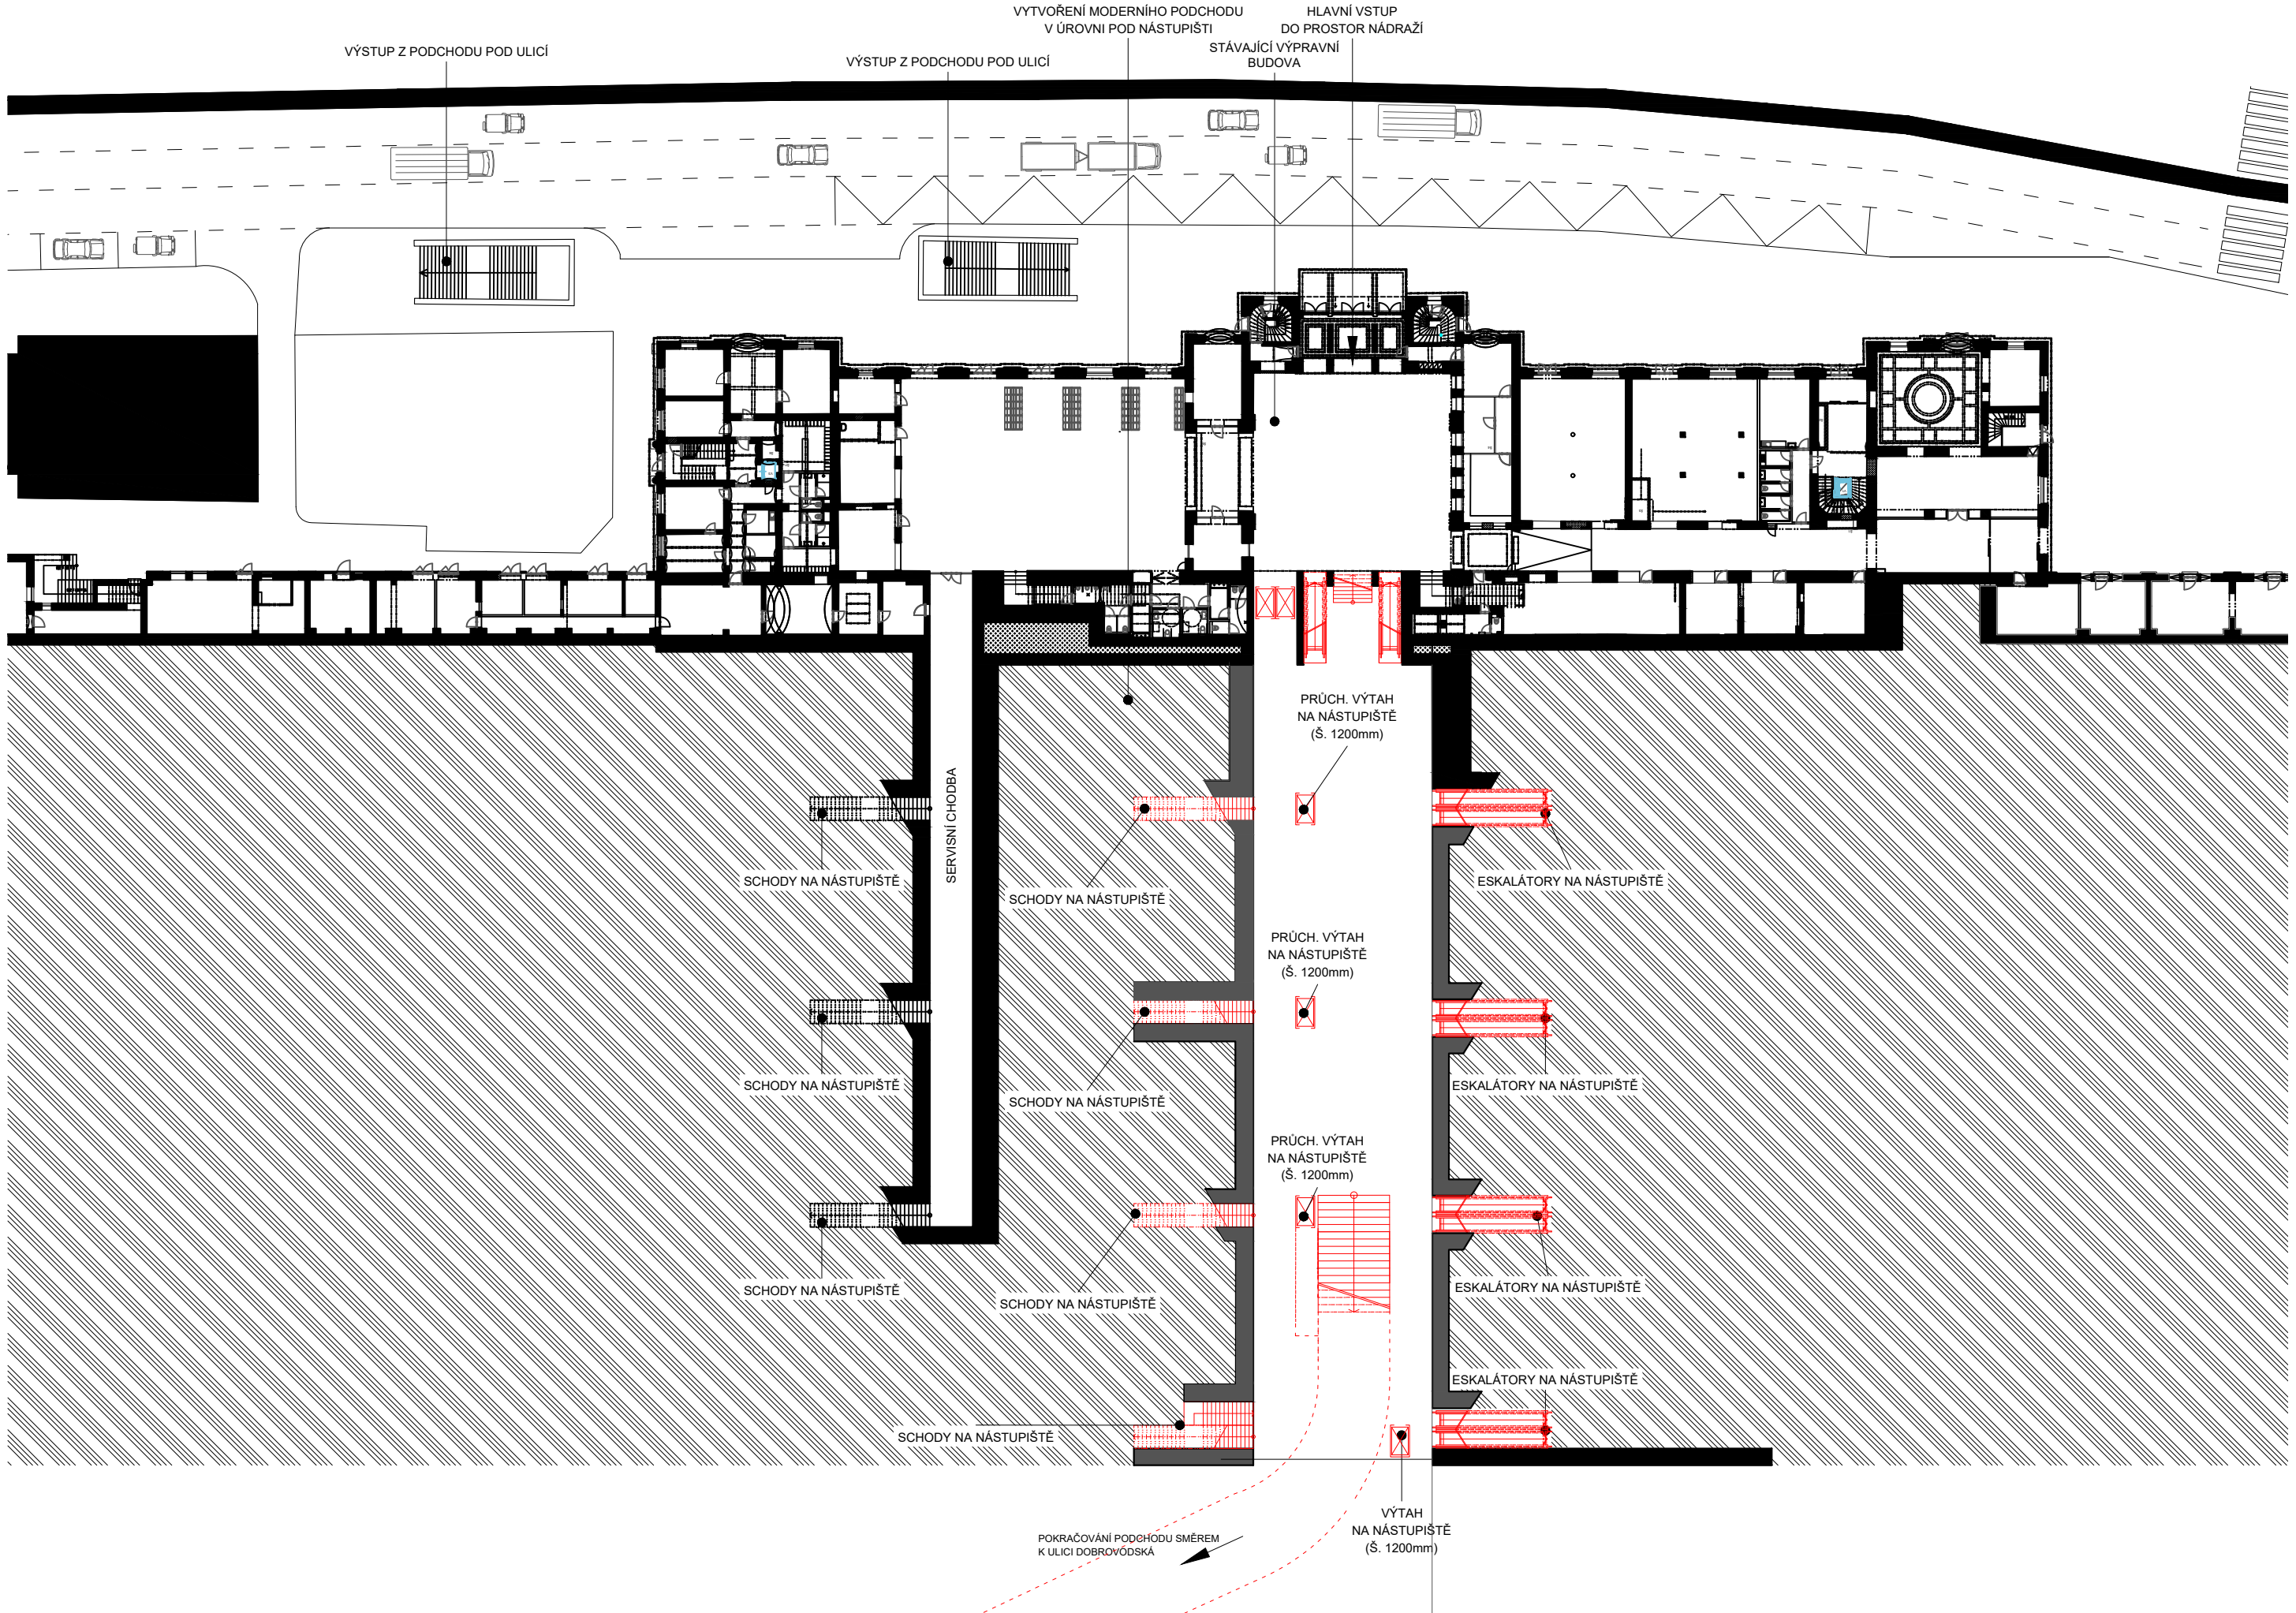 VYTVOŘENÍ MODERNÍHO PODCHODU
V ÚROVNI POD NÁSTUPIŠTI
HLAVNÍ VSTUP
DO PROSTOR NÁDRAŽÍ
VÝSTUP Z PODCHODU POD ULICÍ
VÝSTUP Z PODCHODU POD ULICÍ
STÁVAJÍCÍ VÝPRAVNÍ
BUDOVA
PRŮCH. VÝTAH
NA NÁSTUPIŠTĚ
(Š. 1200mm)
SERVISNÍ CHODBA
SCHODY NA NÁSTUPIŠTĚ
SCHODY NA NÁSTUPIŠTĚ
ESKALÁTORY NA NÁSTUPIŠTĚ
PRŮCH. VÝTAH
NA NÁSTUPIŠTĚ
(Š. 1200mm)
SCHODY NA NÁSTUPIŠTĚ
SCHODY NA NÁSTUPIŠTĚ
ESKALÁTORY NA NÁSTUPIŠTĚ
PRŮCH. VÝTAH
NA NÁSTUPIŠTĚ
(Š. 1200mm)
SCHODY NA NÁSTUPIŠTĚ
SCHODY NA NÁSTUPIŠTĚ
ESKALÁTORY NA NÁSTUPIŠTĚ
ESKALÁTORY NA NÁSTUPIŠTĚ
SCHODY NA NÁSTUPIŠTĚ
VÝTAH
NA NÁSTUPIŠTĚ
(Š. 1200mm)
POKRAČOVÁNÍ PODCHODU SMĚREM
K ULICI DOBROVODSKÁ